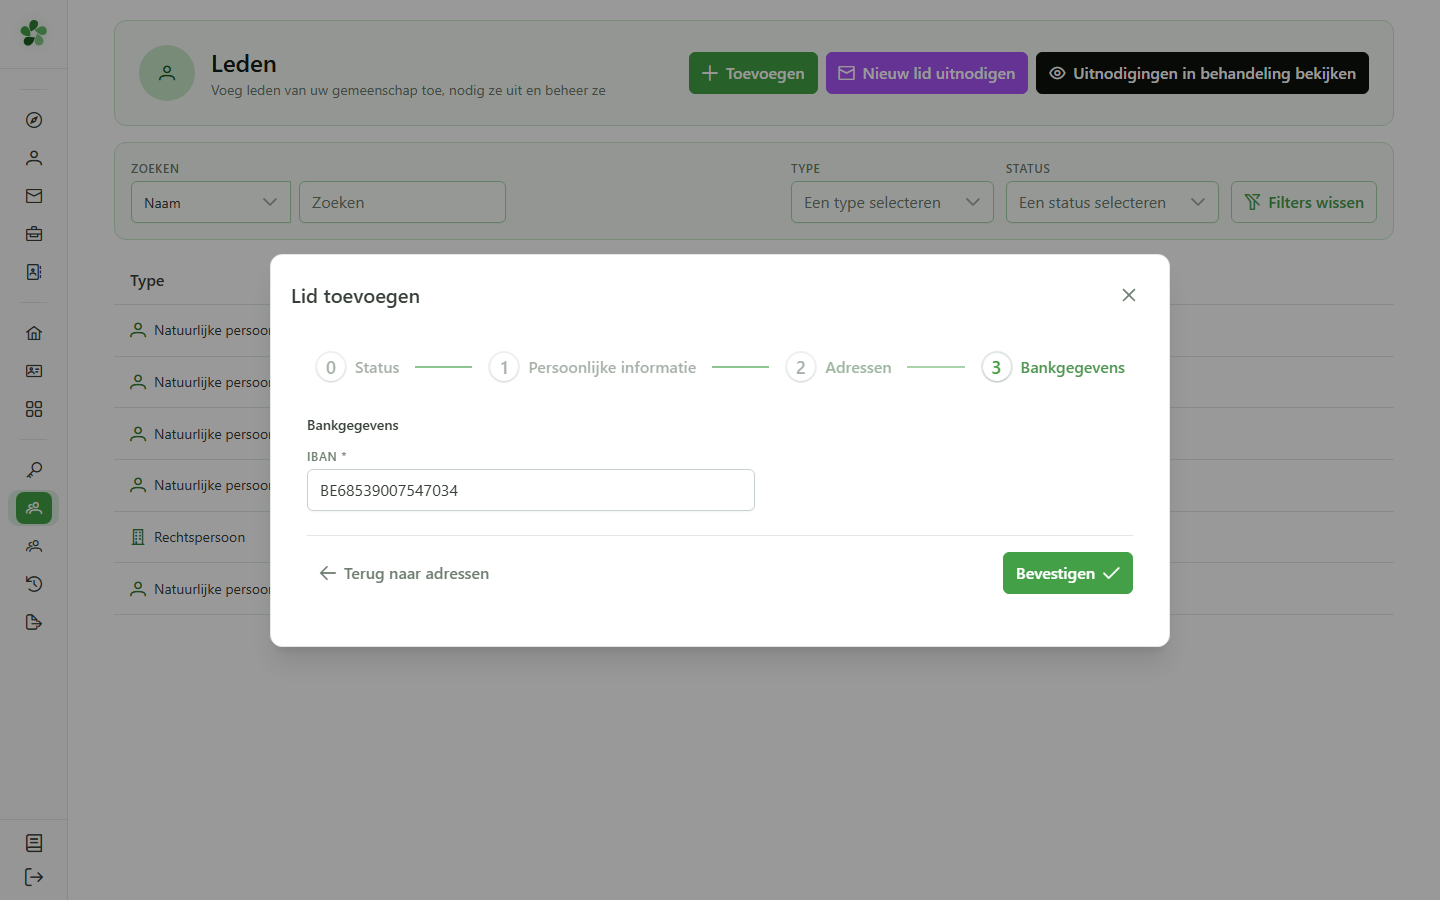 Leden
Voeg leden van uw gemeenschap toe, nodig ze uit en beheer ze
Toevoegen
Nieuw lid uitnodigen
Uitnodigingen in behandeling bekijken
ZOEKEN
Naam
Zoeken
TYPE
Een type selecteren
STATUS
Een status selecteren
Filters wissen
Type
Natuurlijke persoon
Natuurlijke persoon
Natuurlijke persoon
Natuurlijke persoon
Rechtspersoon
Natuurlijke persoon
Lid toevoegen
0 Status
1 Persoonlijke informatie
2 Adressen
3 Bankgegevens
Bankgegevens
IBAN *
BE68539007547034
Terug naar adressen
Bevestigen